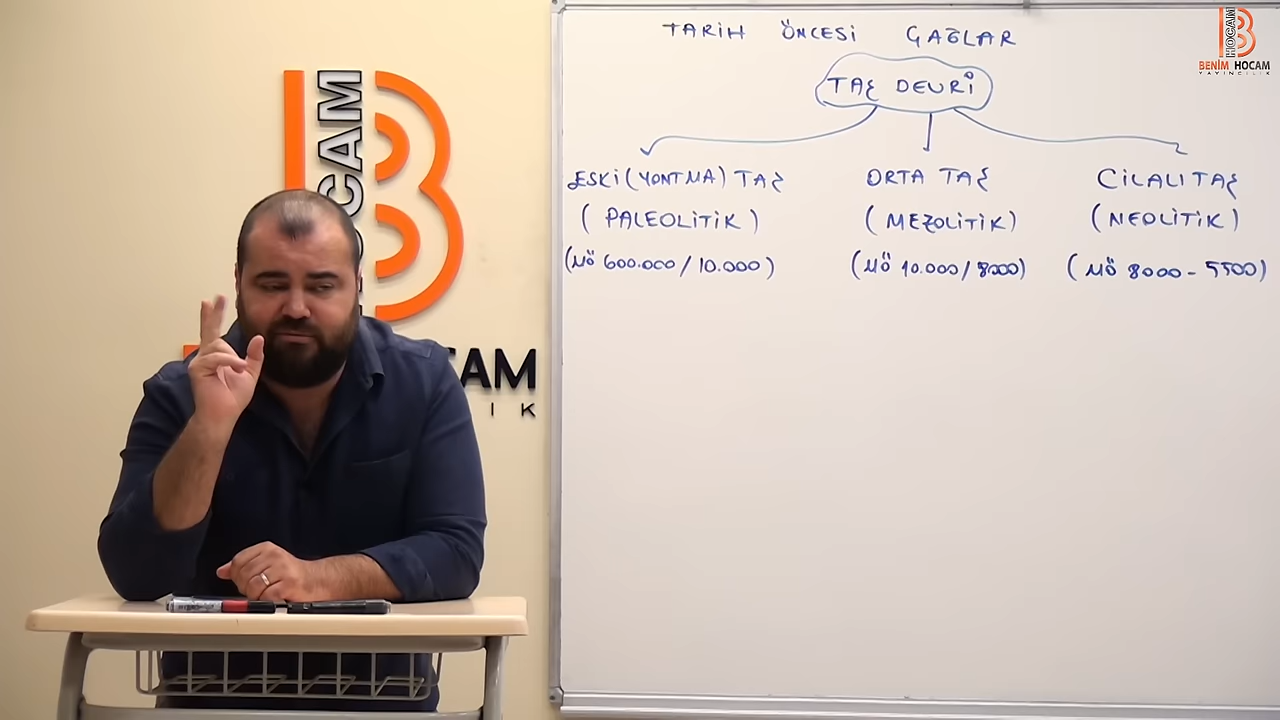 TARİH ÖNCESİ ÇAĞLAR
TAŞ DEVRİ
ESKİ (YONTMA) TAŞ
(PALEOLİTİK)
(MÖ 600.000 / 10.000)
ORTA TAŞ
(MEZOLİTİK)
(MÖ 10.000 / 8000)
CİLALI TAŞ
(NEOLİTİK)
(MÖ 8000 - 5500)
HOCAM
BENİM HOCAM
YAYINCILIK